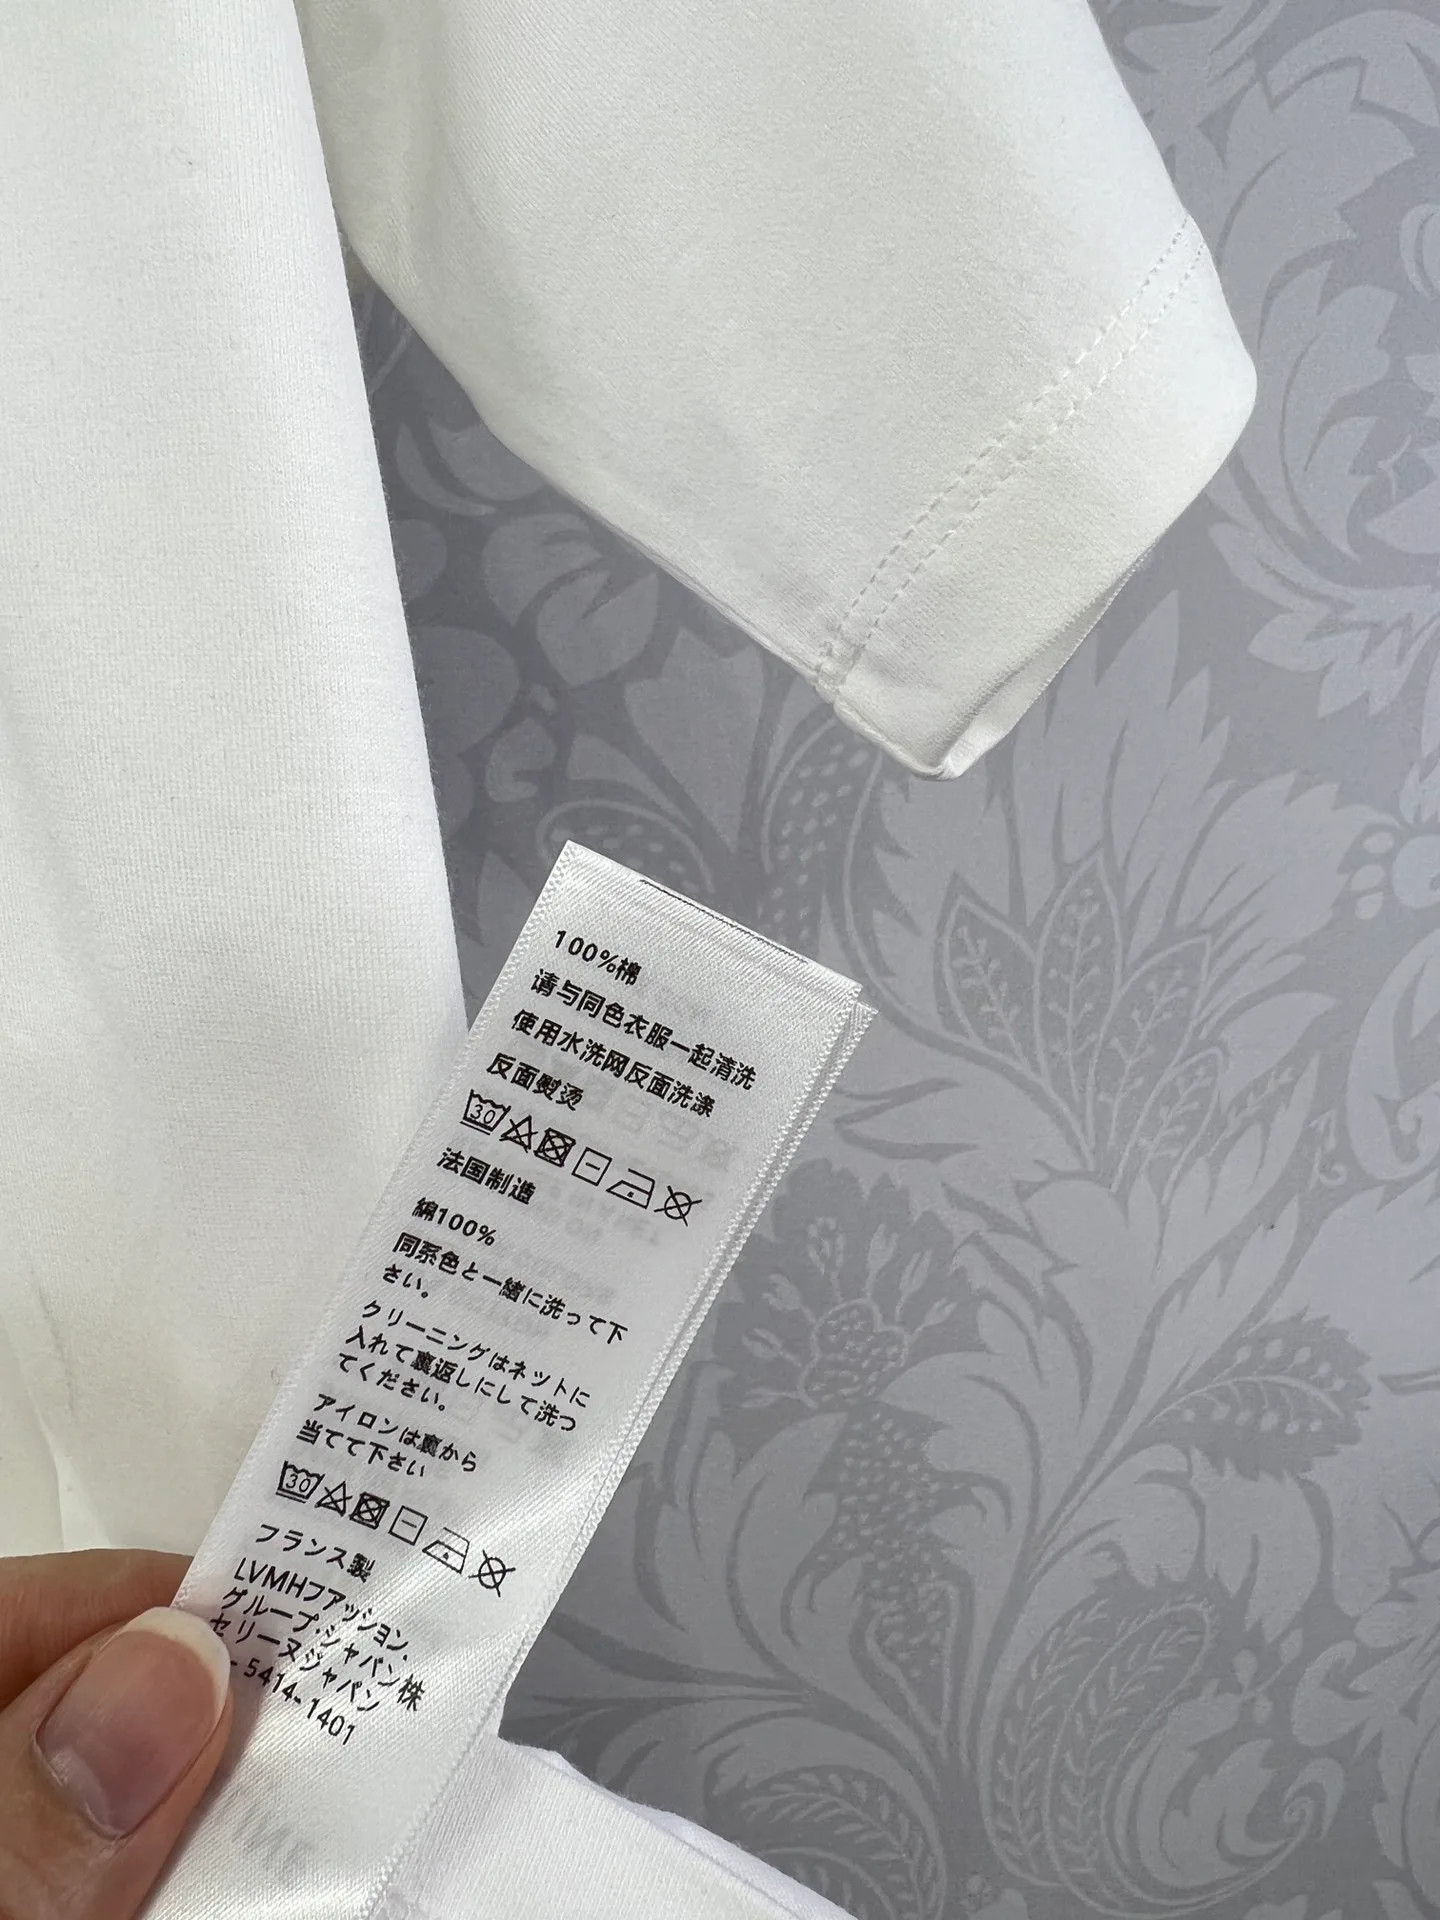 100%棉
请与同色衣服一起清洗
使用水洗网反面洗涤
反面熨烫
30
法国制造
綿100%
同系色と一緒に洗って下
さい。
クリーニングはネットに
入れて裏返しにして洗っ
てください。
アイロンは裏から
当てて下さい
30
フランス製
LVMHファッション.
グループ・ジャパン株
セリーヌジャパン
- 5414-1401